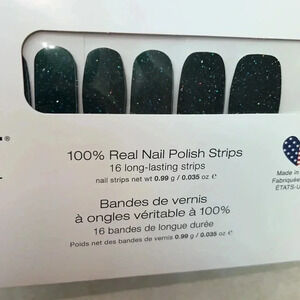 100% Real Nail Polish Strips
16 long-lasting strips
nail strips net wt 0.99 g / 0.035 oz ℮
Bandes de vernis
à ongles véritable à 100%
16 bandes de longue durée
Poids net des bandes de vernis 0.99 g / 0.035 oz ℮
Made in
Fabriquée
ÉTATS-U